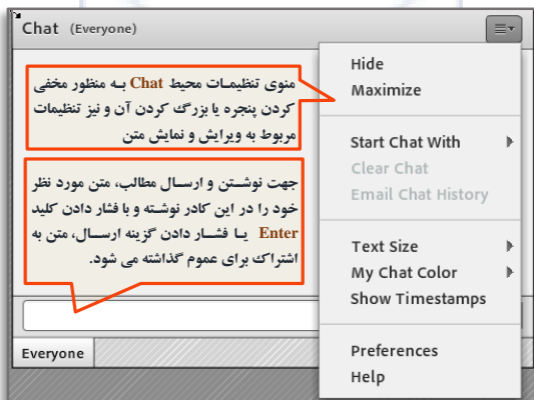 Chat (Everyone)
Hide
Maximize
Start Chat With
Clear Chat
Email Chat History
Text Size
My Chat Color
Show Timestamps
Preferences
Help
منوی تنظیمات محیط Chat به منظور مخفی
کردن پنجره یا بزرگ کردن آن و نیز تنظیمات
مربوط به ویرایش و نمایش متن
جهت نوشتن و ارسال مطالب، متن مورد نظر
خود را در این کادر نوشته و با فشار دادن کلید
Enter یا فشار دادن گزینه ارسال، متن به
اشتراک برای عموم گذاشته می شود.
Everyone